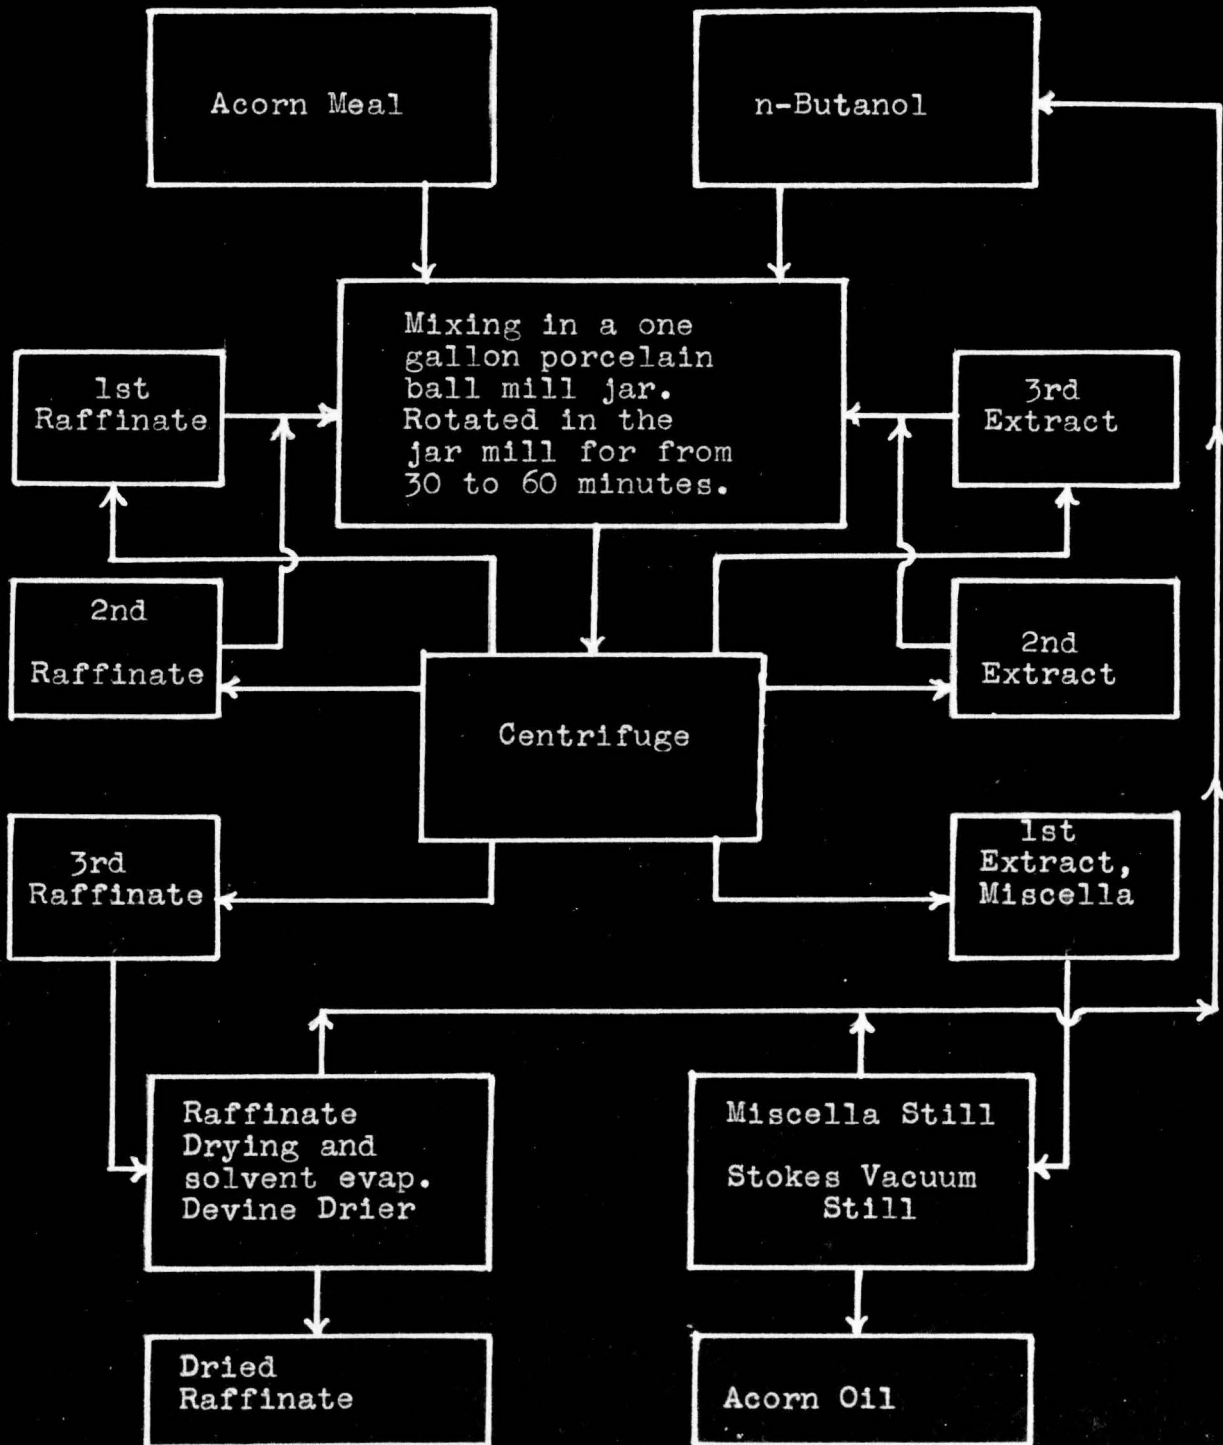 Acorn Meal
n-Butanol
Mixing in a one
gallon porcelain
ball mill jar.
Rotated in the
jar mill for from
30 to 60 minutes.
1st
Raffinate
3rd
Extract
2nd
Raffinate
2nd
Extract
Centrifuge
3rd
Raffinate
1st
Extract,
Miscella
Raffinate
Drying and
solvent evap.
Devine Drier
Miscella Still
Stokes Vacuum
Still
Dried
Raffinate
Acorn Oil